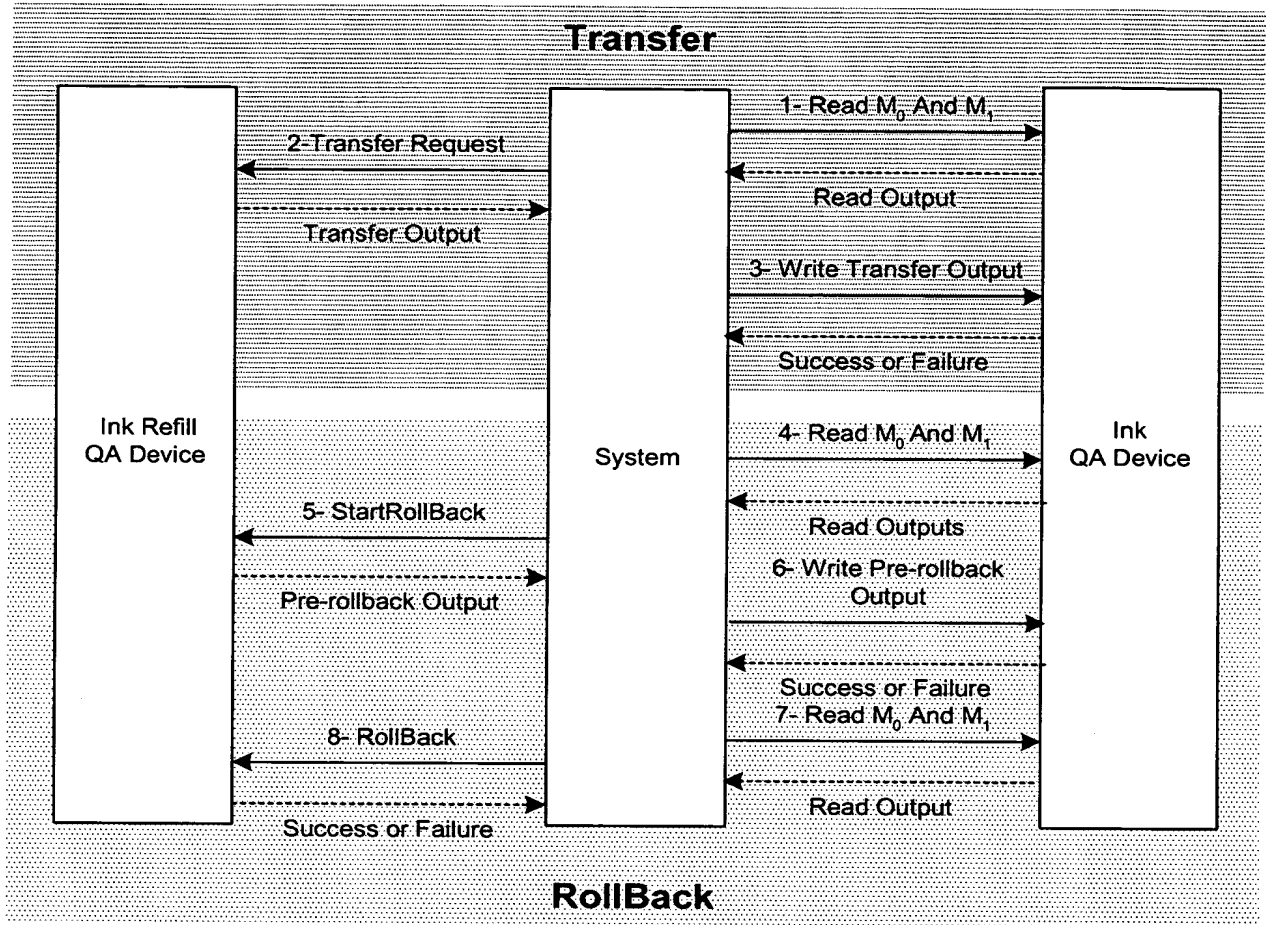 Transfer
1- Read M₀ And M₁
2-Transfer Request
Read Output
Transfer Output
3- Write Transfer Output
Success or Failure
Ink Refill
QA Device
System
Ink
QA Device
4- Read M₀ And M₁
Read Outputs
5- StartRollBack
6- Write Pre-rollback
Output
Pre-rollback Output
Success or Failure
7- Read M₀ And M₁
8- RollBack
Read Output
Success or Failure
RollBack